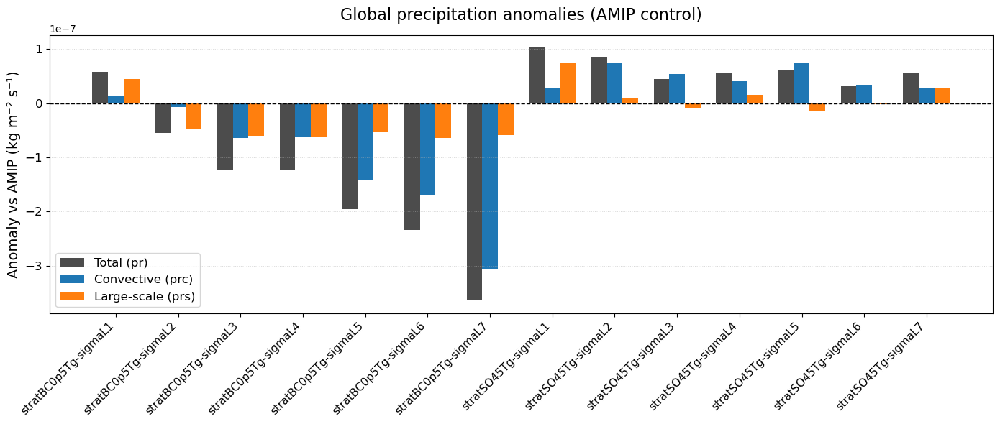 Global precipitation anomalies (AMIP control)
1e−7
Anomaly vs AMIP (kg m⁻² s⁻¹)
1
0
−1
−2
−3
Total (pr)
Convective (prc)
Large-scale (prs)
stratBC0p5Tg-sigmaL1
stratBC0p5Tg-sigmaL2
stratBC0p5Tg-sigmaL3
stratBC0p5Tg-sigmaL4
stratBC0p5Tg-sigmaL5
stratBC0p5Tg-sigmaL6
stratBC0p5Tg-sigmaL7
stratSO45Tg-sigmaL1
stratSO45Tg-sigmaL2
stratSO45Tg-sigmaL3
stratSO45Tg-sigmaL4
stratSO45Tg-sigmaL5
stratSO45Tg-sigmaL6
stratSO45Tg-sigmaL7